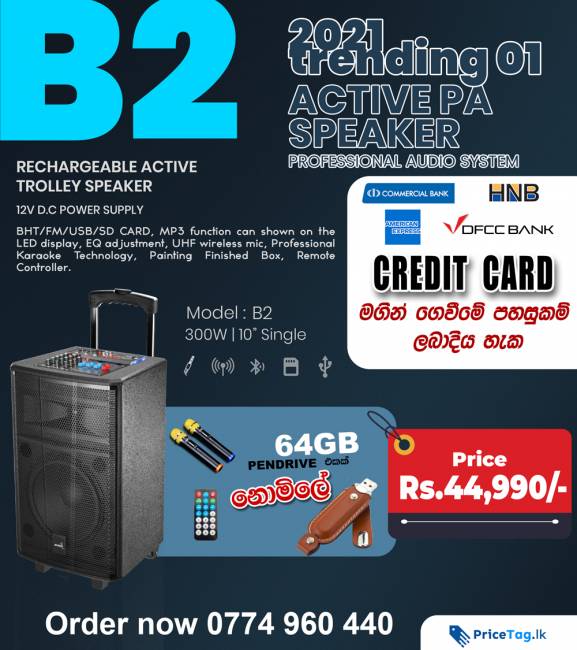 B2
2021
trending 01
ACTIVE PA
SPEAKER
PROFESSIONAL AUDIO SYSTEM
RECHARGEABLE ACTIVE
TROLLEY SPEAKER
12V D.C POWER SUPPLY
BHT/FM/USB/SD CARD, MP3 function can shown on the
LED display, EQ adjustment, UHF wireless mic, Professional
Karaoke Technology, Painting Finished Box, Remote
Controller.
COMMERCIAL BANK
HNB
AMERICAN
EXPRESS
DFCC BANK
CREDIT CARD
මගින් ගෙවීමේ පහසුකම්
ලබාදිය හැක
Model : B2
300W | 10" Single
64GB
PENDRIVE එකක්
නොමිලේ
Price
Rs.44,990/-
Order now 0774 960 440
PriceTag.lk